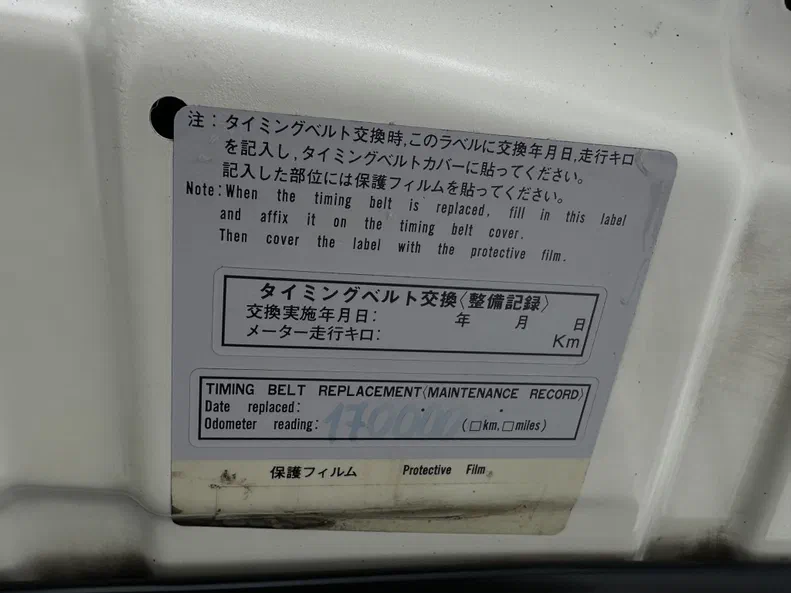 注：タイミングベルト交換時,このラベルに交換年月日,走行キロ
を記入し,タイミングベルトカバーに貼ってください。
記入した部位には保護フィルムを貼ってください。
Note:When the timing belt is replaced, fill in this label
and affix it on the timing belt cover.
Then cover the label with the protective film.
タイミングベルト交換〈整備記録〉
交換実施年月日: 年 月 日
メーター走行キロ: Km
TIMING BELT REPLACEMENT〈MAINTENANCE RECORD〉
Date replaced: . .
Odometer reading: 170000 (□km,□miles)
保護フィルム Protective Film